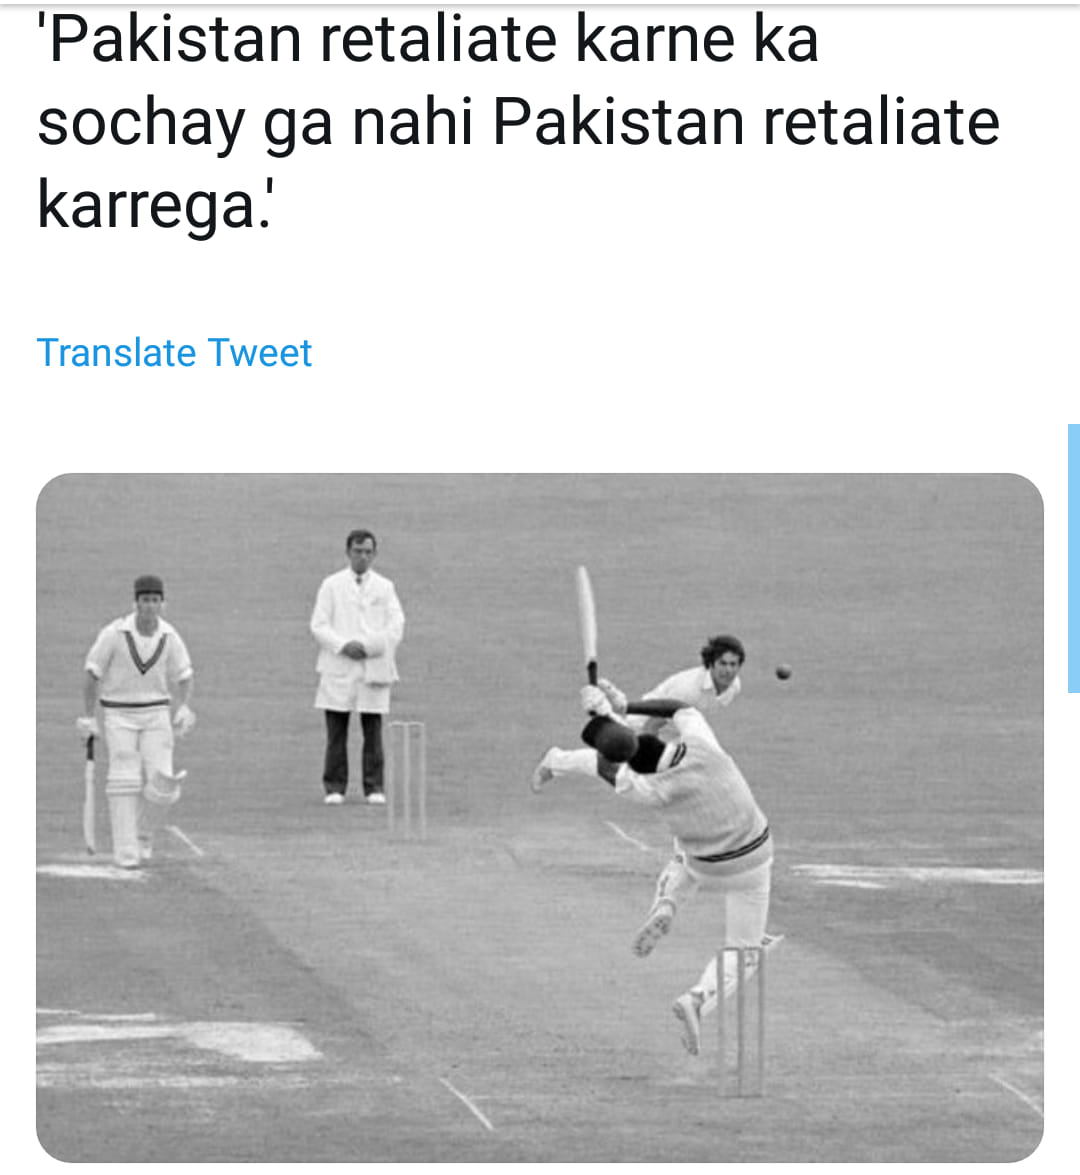 'Pakistan retaliate karne ka
sochay ga nahi Pakistan retaliate
karrega.'
Translate Tweet